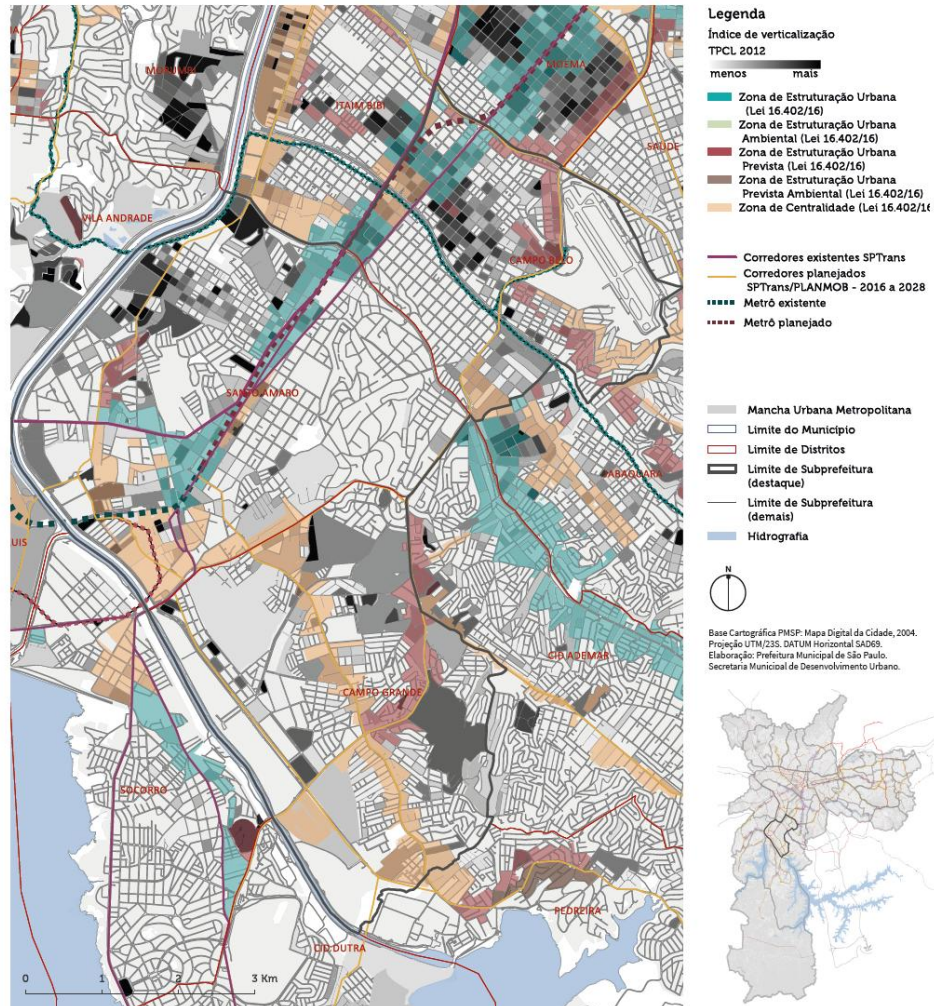 Legenda
Índice de verticalização
TPCL 2012
menos mais
Zona de Estruturação Urbana
(Lei 16.402/16)
Zona de Estruturação Urbana
Ambiental (Lei 16.402/16)
Zona de Estruturação Urbana
Prevista (Lei 16.402/16)
Zona de Estruturação Urbana
Prevista Ambiental (Lei 16.402/16)
Zona de Centralidade (Lei 16.402/16
Corredores existentes SPTrans
Corredores planejados
SPTrans/PLANMOB - 2016 a 2028
Metrô existente
Metrô planejado
Mancha Urbana Metropolitana
Limite do Município
Limite de Distritos
Limite de Subprefeitura
(destaque)
Limite de Subprefeitura
(demais)
Hidrografia
N
Base Cartográfica PMSP: Mapa Digital da Cidade, 2004.
Projeção UTM/23S. DATUM Horizontal SAD69.
Elaboração: Prefeitura Municipal de São Paulo.
Secretaria Municipal de Desenvolvimento Urbano.
MORUMBI
MOEMA
ITAIM BIBI
SAÚDE
VILA ANDRADE
CAMPO BELO
SANTO AMARO
JABAQUARA
UIS
CID ADEMAR
CAMPO GRANDE
SOCORRO
PEDREIRA
CID DUTRA
0 1 2 3 Km